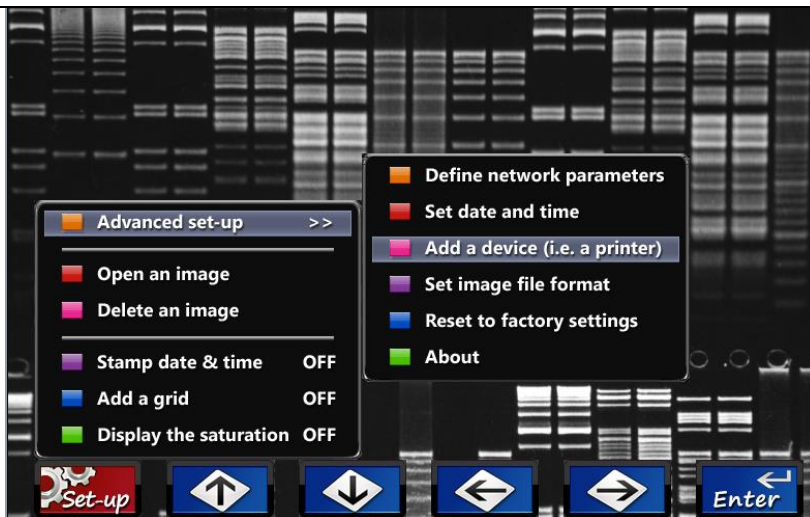 Advanced set-up >>
Open an image
Delete an image
Stamp date & time OFF
Add a grid OFF
Display the saturation OFF
Define network parameters
Set date and time
Add a device (i.e. a printer)
Set image file format
Reset to factory settings
About
Set-up
Enter